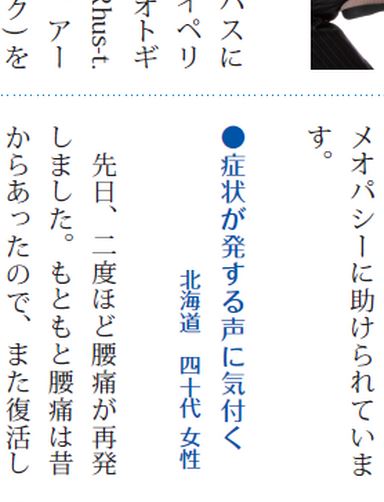 パスに
イペリ
オトギ
Rhus-t.
アー
ク)を
メオパシーに助けられていま
す。
●症状が発する声に気付く
北海道　四十代 女性
先日、二度ほど腰痛が再発
しました。もともと腰痛は昔
からあったので、また復活し